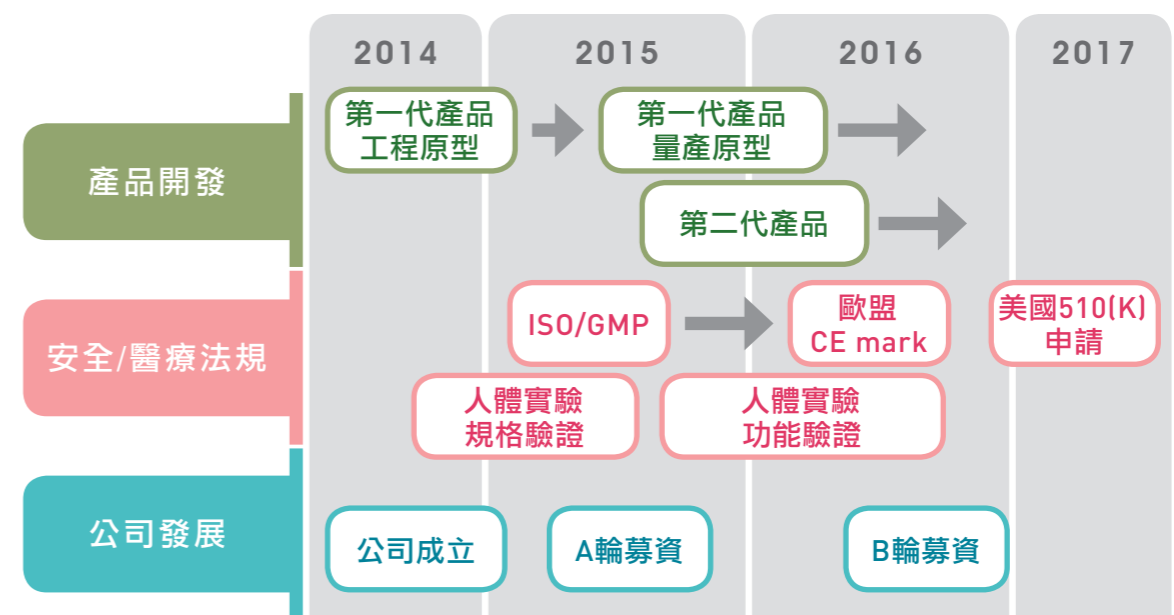 2014
2015
2016
2017
產品開發
第一代產品
工程原型
第一代產品
量產原型
第二代產品
安全/醫療法規
ISO/GMP
歐盟
CE mark
美國510(K)
申請
人體實驗
規格驗證
人體實驗
功能驗證
公司發展
公司成立
A輪募資
B輪募資